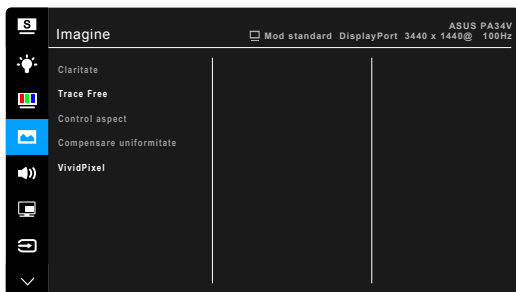 S
Imagine
ASUS PA34V
Mod standard DisplayPort 3440 x 1440@ 100Hz
Claritate
Trace Free
Control aspect
Compensare uniformitate
VividPixel